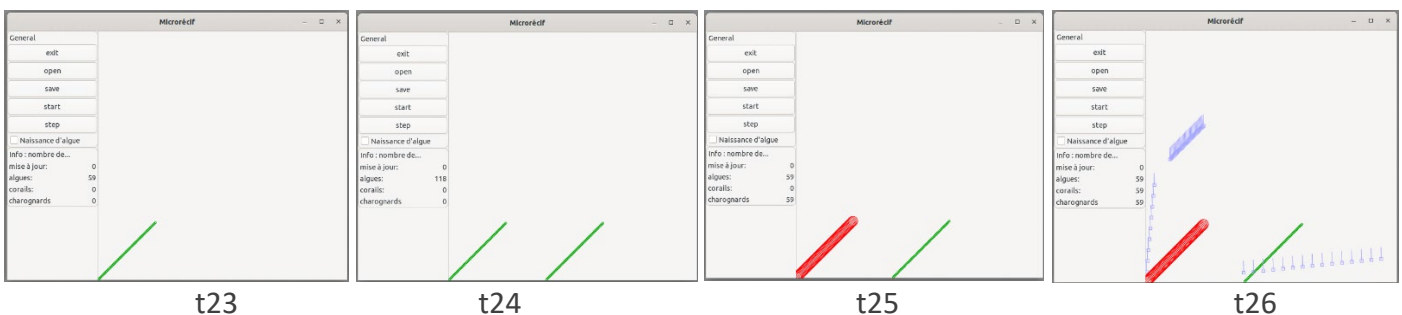 Microrécif
General
exit
open
save
start
step
Naissance d'algue
Info : nombre de...
mise à jour: 0
algues: 59
corails: 0
charognards 0
t23
Microrécif
General
exit
open
save
start
step
Naissance d'algue
Info : nombre de...
mise à jour: 0
algues: 118
corails: 0
charognards 0
t24
Microrécif
General
exit
open
save
start
step
Naissance d'algue
Info : nombre de...
mise à jour: 0
algues: 59
corails: 0
charognards 59
t25
Microrécif
General
exit
open
save
start
step
Naissance d'algue
Info : nombre de...
mise à jour: 0
algues: 59
corails: 59
charognards 59
t26